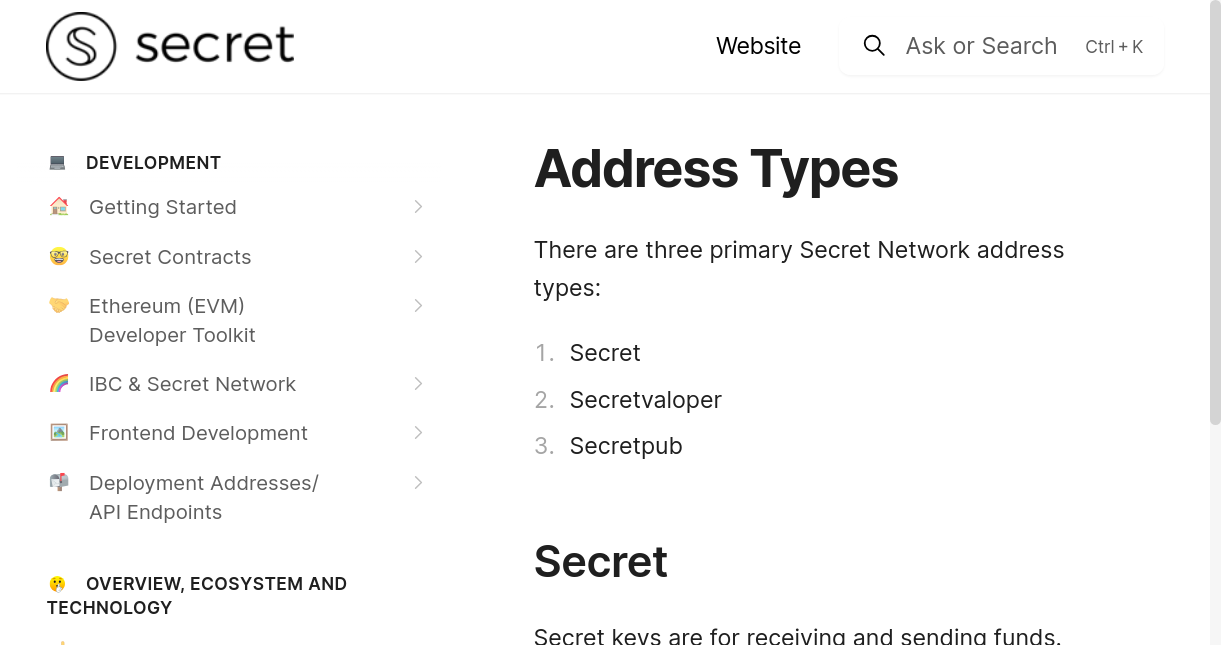 secret
Website
Ask or Search
Ctrl + K
DEVELOPMENT
Getting Started
Secret Contracts
Ethereum (EVM)
Developer Toolkit
IBC & Secret Network
Frontend Development
Deployment Addresses/
API Endpoints
OVERVIEW, ECOSYSTEM AND
TECHNOLOGY
Address Types
There are three primary Secret Network address
types:
1. Secret
2. Secretvaloper
3. Secretpub
Secret
Secret keys are for receiving and sending funds.